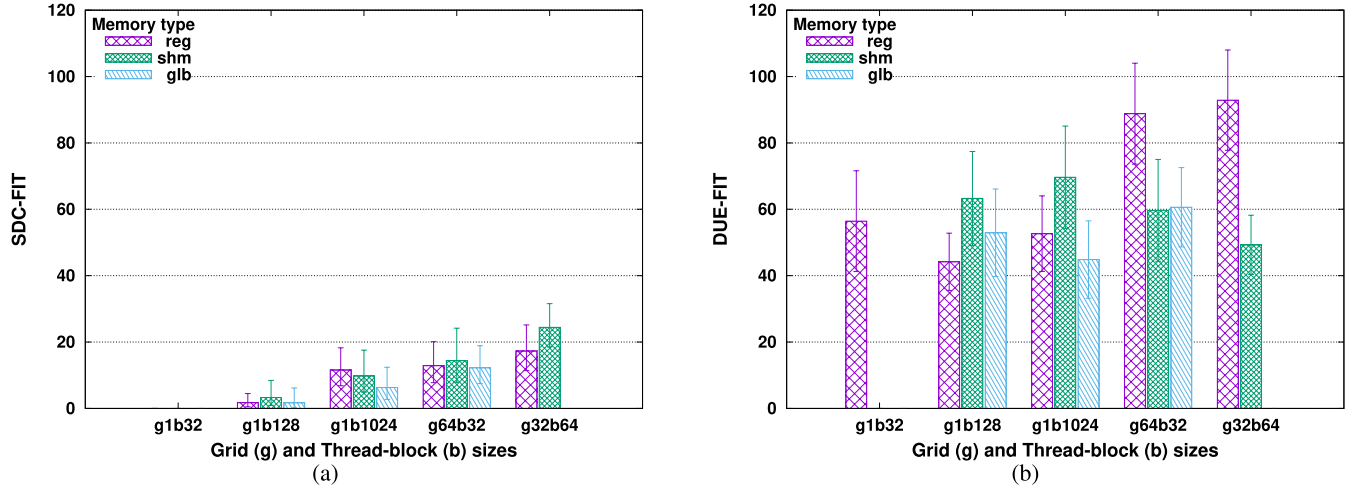 Memory type
reg
shm
glb
120
100
80
60
40
20
0
SDC-FIT
g1b32 g1b128 g1b1024 g64b32 g32b64
Grid (g) and Thread-block (b) sizes
(a)
Memory type
reg
shm
glb
120
100
80
60
40
20
0
DUE-FIT
g1b32 g1b128 g1b1024 g64b32 g32b64
Grid (g) and Thread-block (b) sizes
(b)